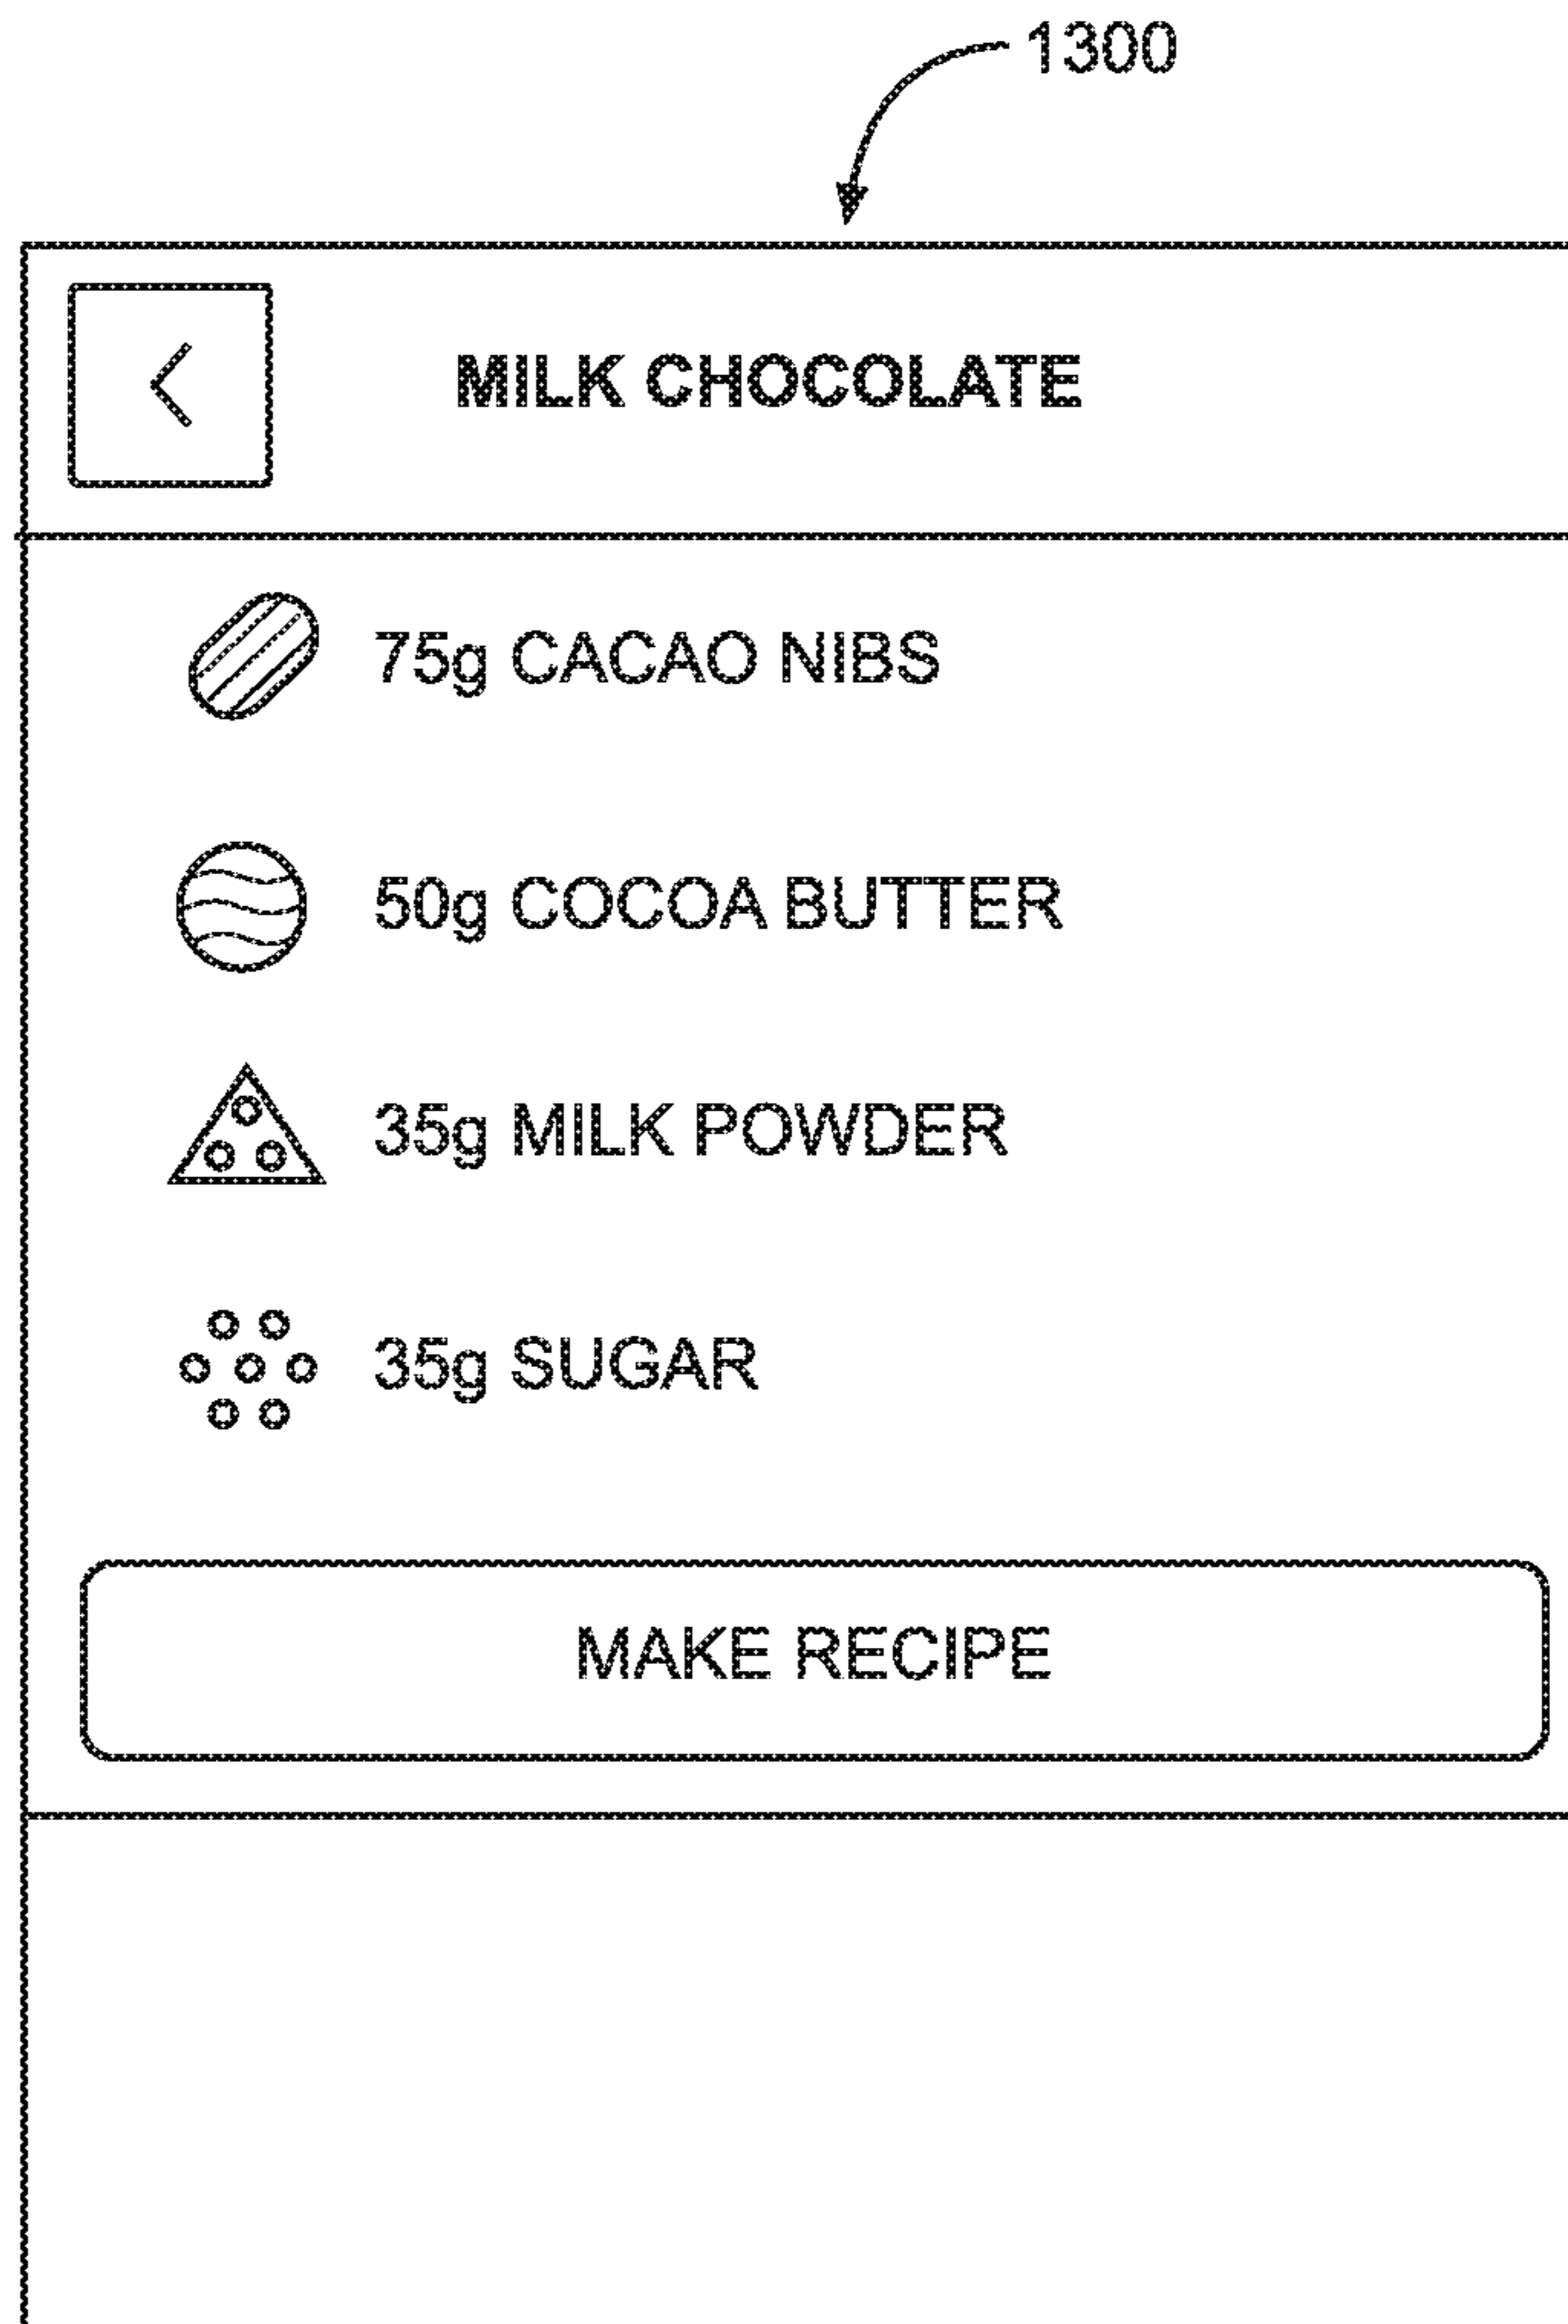 1300
MILK CHOCOLATE
75g CACAO NIBS
50g COCOA BUTTER
35g MILK POWDER
35g SUGAR
MAKE RECIPE